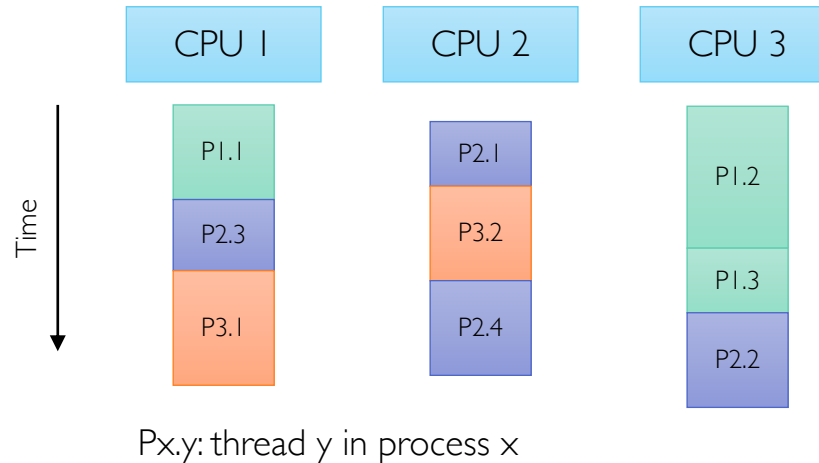 CPU 1
CPU 2
CPU 3
Time
P1.1
P2.3
P3.1
P2.1
P3.2
P2.4
P1.2
P1.3
P2.2
Px.y: thread y in process x